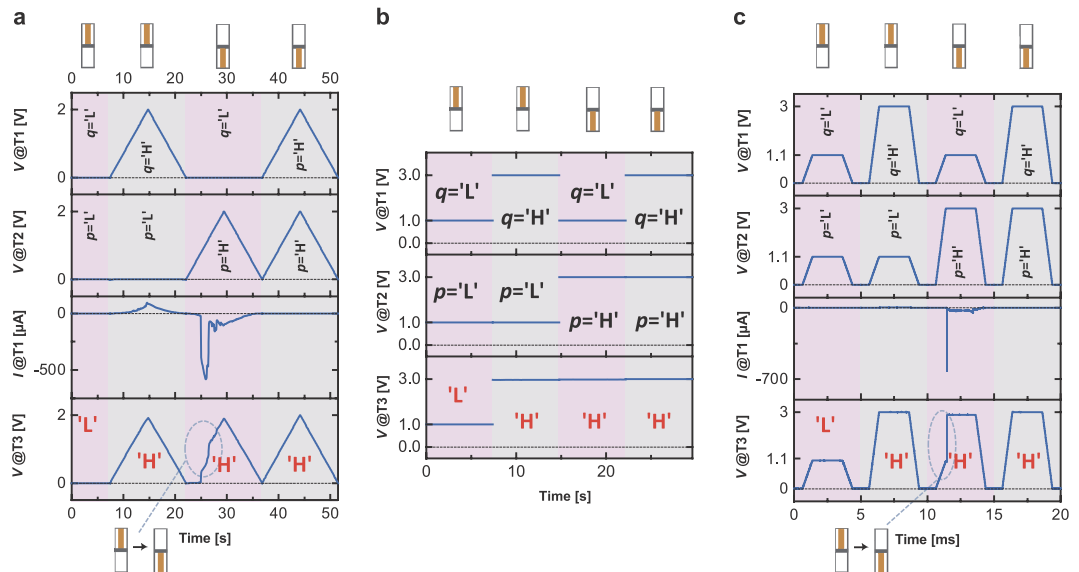 a
0 10 20 30 40 50
V @T1 [V]
2
0
q='L'
q='H'
q='L'
p='H'
V @T2 [V]
2
0
p='L'
p='L'
p='H'
p='H'
I @T1 [µA]
0
-500
V @T3 [V]
2
0
'L'
'H'
'H'
'H'
0 10 20 30 40 50
Time [s]
b
V @T1 [V]
3.0
1.0
0.0
q='L'
q='H'
q='L'
q='H'
V @T2 [V]
3.0
1.0
0.0
p='L'
p='L'
p='H'
p='H'
V @T3 [V]
3.0
1.0
0.0
'L'
'H'
'H'
'H'
0 10 20
Time [s]
c
V @T1 [V]
3
1.1
0
q='L'
q='H'
q='L'
q='H'
V @T2 [V]
3
1.1
0
p='L'
p='L'
p='H'
p='H'
I @T1 [µA]
0
-700
V @T3 [V]
3
1.1
0
'L'
'H'
'H'
'H'
0 5 10 15 20
Time [ms]